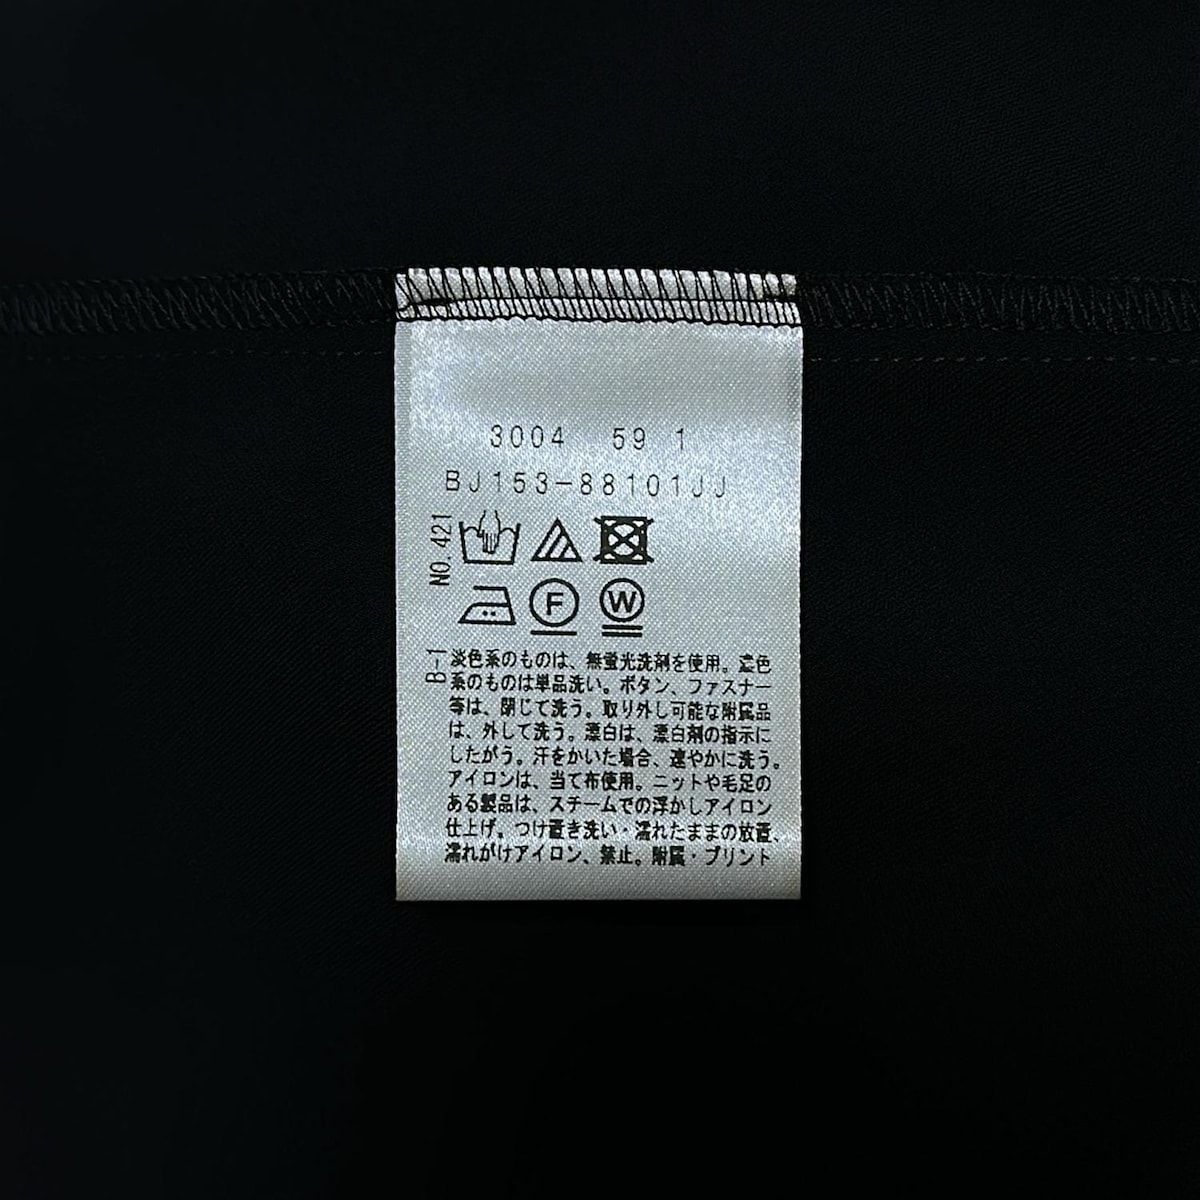 3004 59 1
BJ153-88101JJ
NO.421
F W
B-1
淡色系のものは、無蛍光洗剤を使用。濃色
系のものは単品洗い。ボタン、ファスナー
等は、閉じて洗う。取り外し可能な附属品
は、外して洗う。漂白は、漂白剤の指示に
したがう。汗をかいた場合、速やかに洗う。
アイロンは、当て布使用。ニットや毛足の
ある製品は、スチームでの浮かしアイロン
仕上げ。つけ置き洗い・濡れたままの放置、
濡れがけアイロン、禁止。附属・プリント